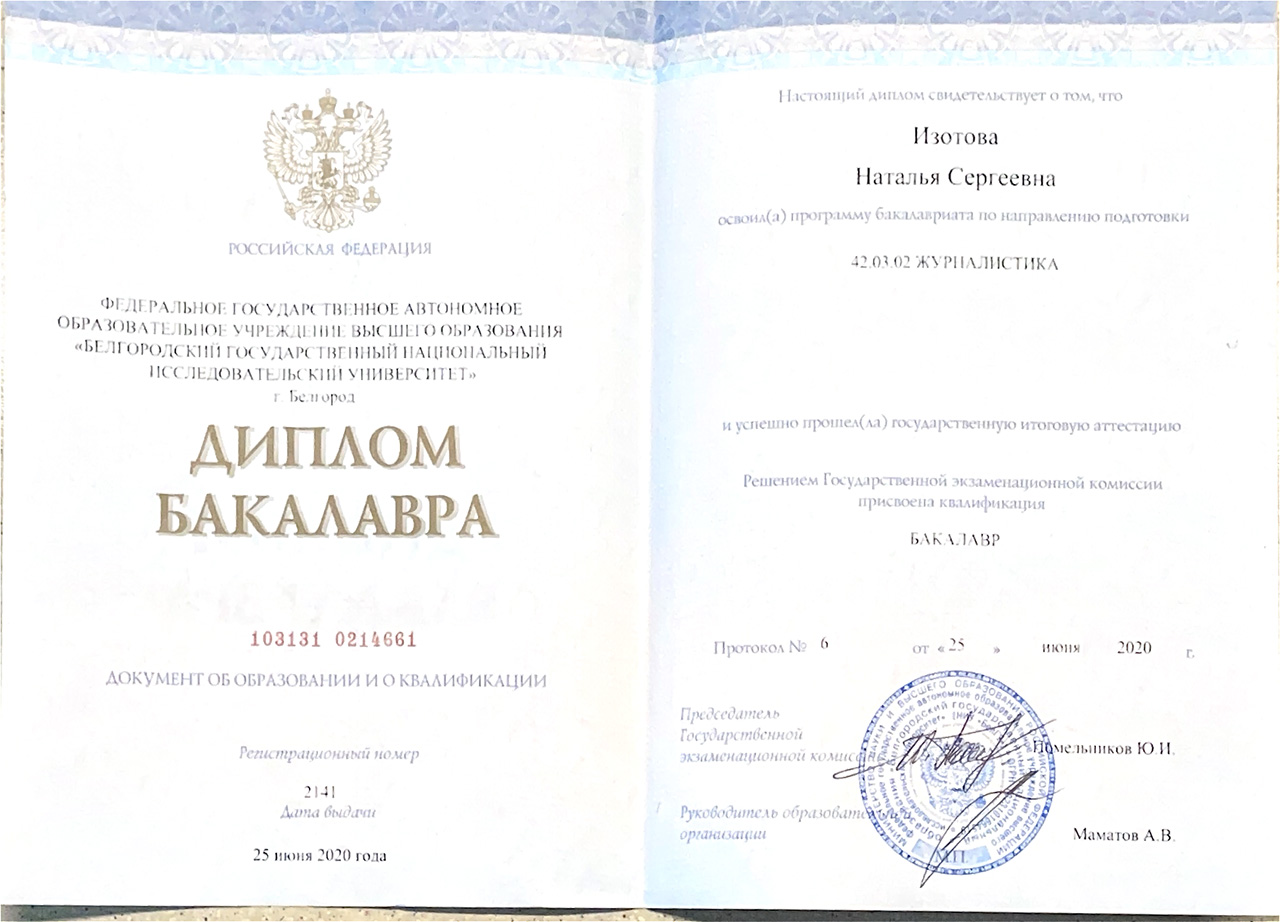 РОССИЙСКАЯ ФЕДЕРАЦИЯ
ФЕДЕРАЛЬНОЕ ГОСУДАРСТВЕННОЕ АВТОНОМНОЕ
ОБРАЗОВАТЕЛЬНОЕ УЧРЕЖДЕНИЕ ВЫСШЕГО ОБРАЗОВАНИЯ
«БЕЛГОРОДСКИЙ ГОСУДАРСТВЕННЫЙ НАЦИОНАЛЬНЫЙ
ИССЛЕДОВАТЕЛЬСКИЙ УНИВЕРСИТЕТ»
г. Белгород
ДИПЛОМ
БАКАЛАВРА
103131 0214661
ДОКУМЕНТ ОБ ОБРАЗОВАНИИ И О КВАЛИФИКАЦИИ
Регистрационный номер
2141
Дата выдачи
25 июня 2020 года
Настоящий диплом свидетельствует о том, что
Изотова
Наталья Сергеевна
освоил(а) программу бакалавриата по направлению подготовки
42.03.02 ЖУРНАЛИСТИКА
и успешно прошел(ла) государственную итоговую аттестацию
Решением Государственной экзаменационной комиссии
присвоена квалификация
БАКАЛАВР
Протокол № 6 от « 25 » июня 2020 г.
Председатель
Государственной
экзаменационной комиссии Помельников Ю.И.
Руководитель образовательной
организации Маматов А.В.
М.П.